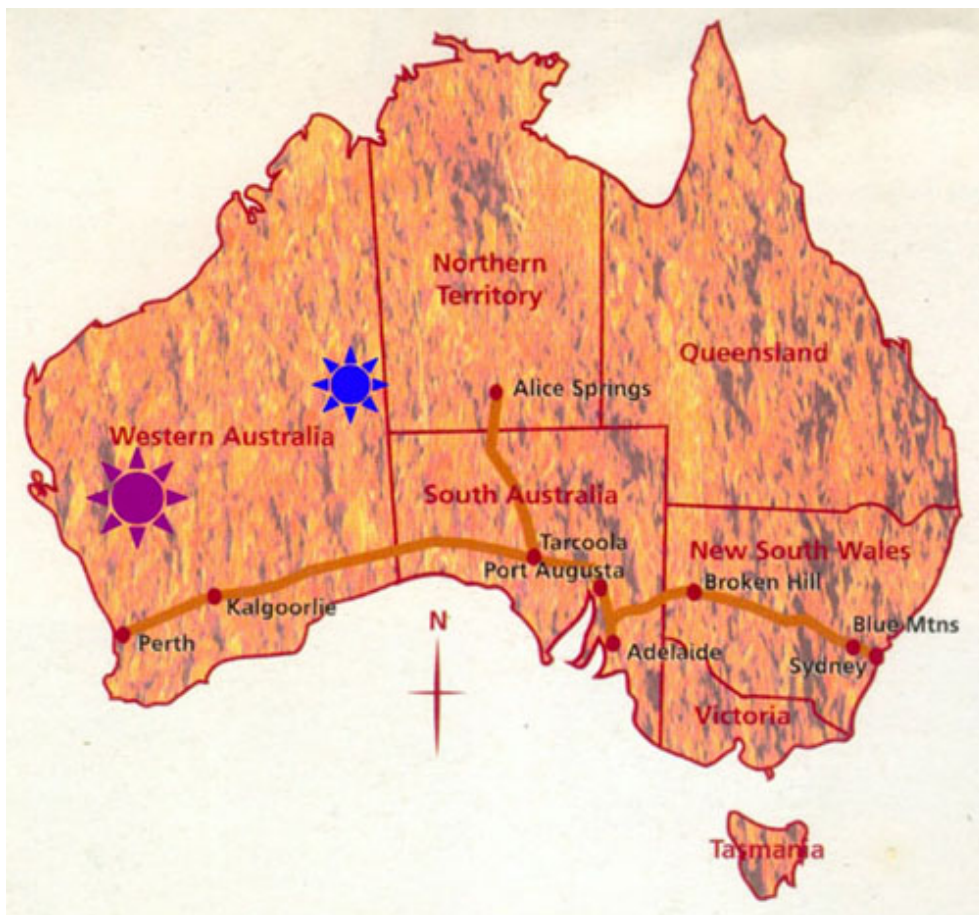 Northern
Territory
Queensland
Alice Springs
Western Australia
South Australia
Tarcoola
New South Wales
Port Augusta
Broken Hill
Kalgoorlie
N
Blue Mtns
Perth
Adelaide
Sydney
Victoria
Tasmania